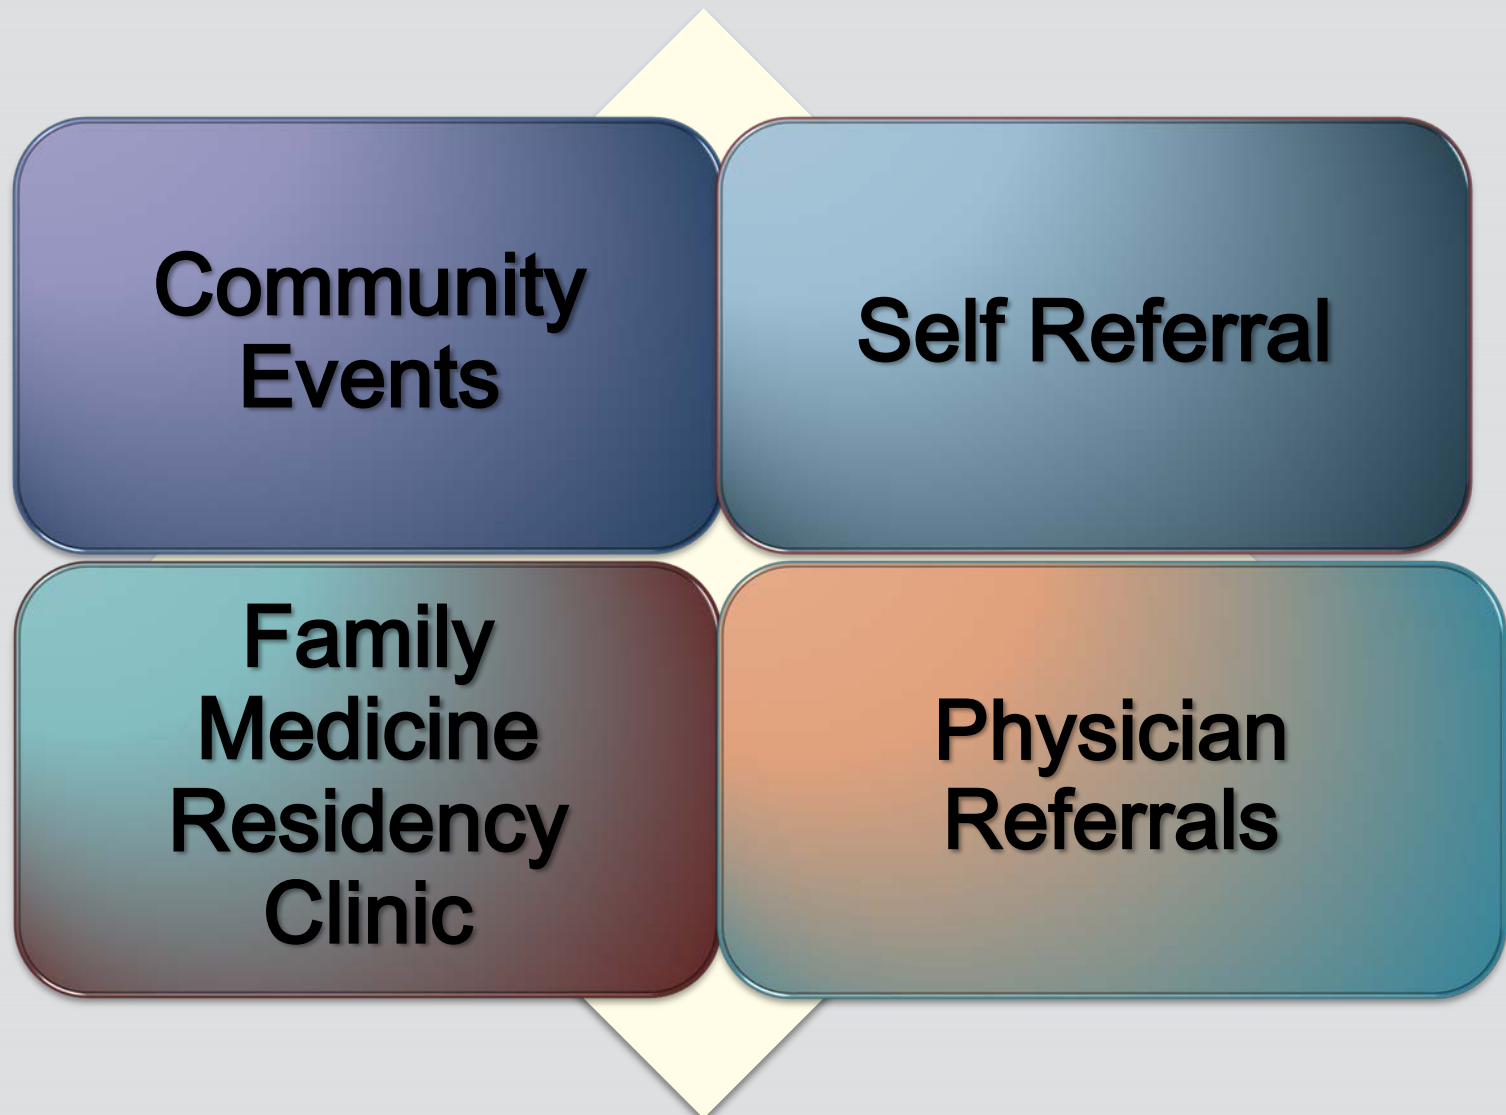 Community
Events
Self Referral
Family
Medicine
Residency
Clinic
Physician
Referrals